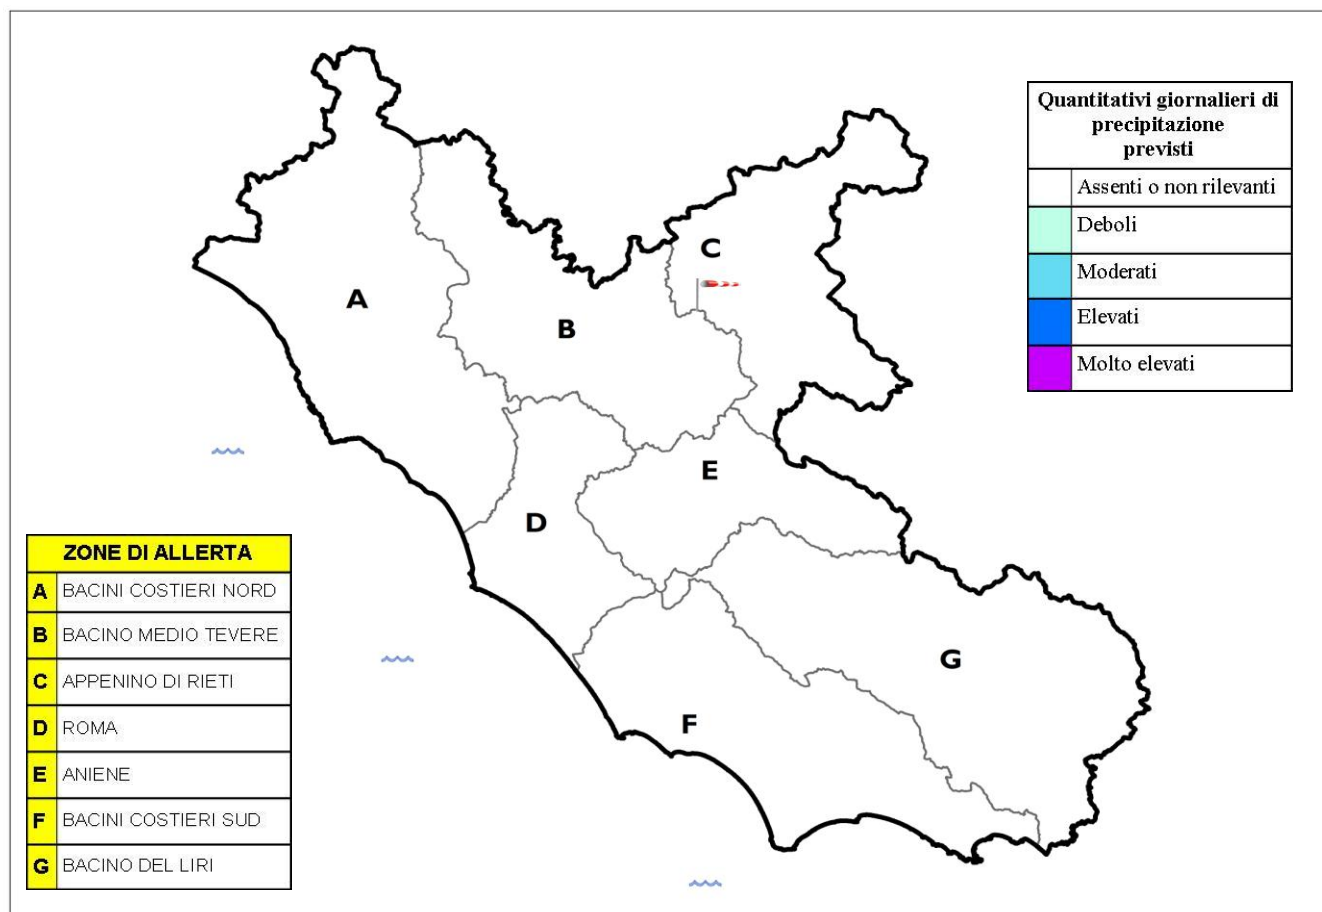 Quantitativi giornalieri di
precipitazione
previsti
Assenti o non rilevanti
Deboli
Moderati
Elevati
Molto elevati
C
A
B
E
D
G
F
ZONE DI ALLERTA
A BACINI COSTIERI NORD
B BACINO MEDIO TEVERE
C APPENINO DI RIETI
D ROMA
E ANIENE
F BACINI COSTIERI SUD
G BACINO DEL LIRI